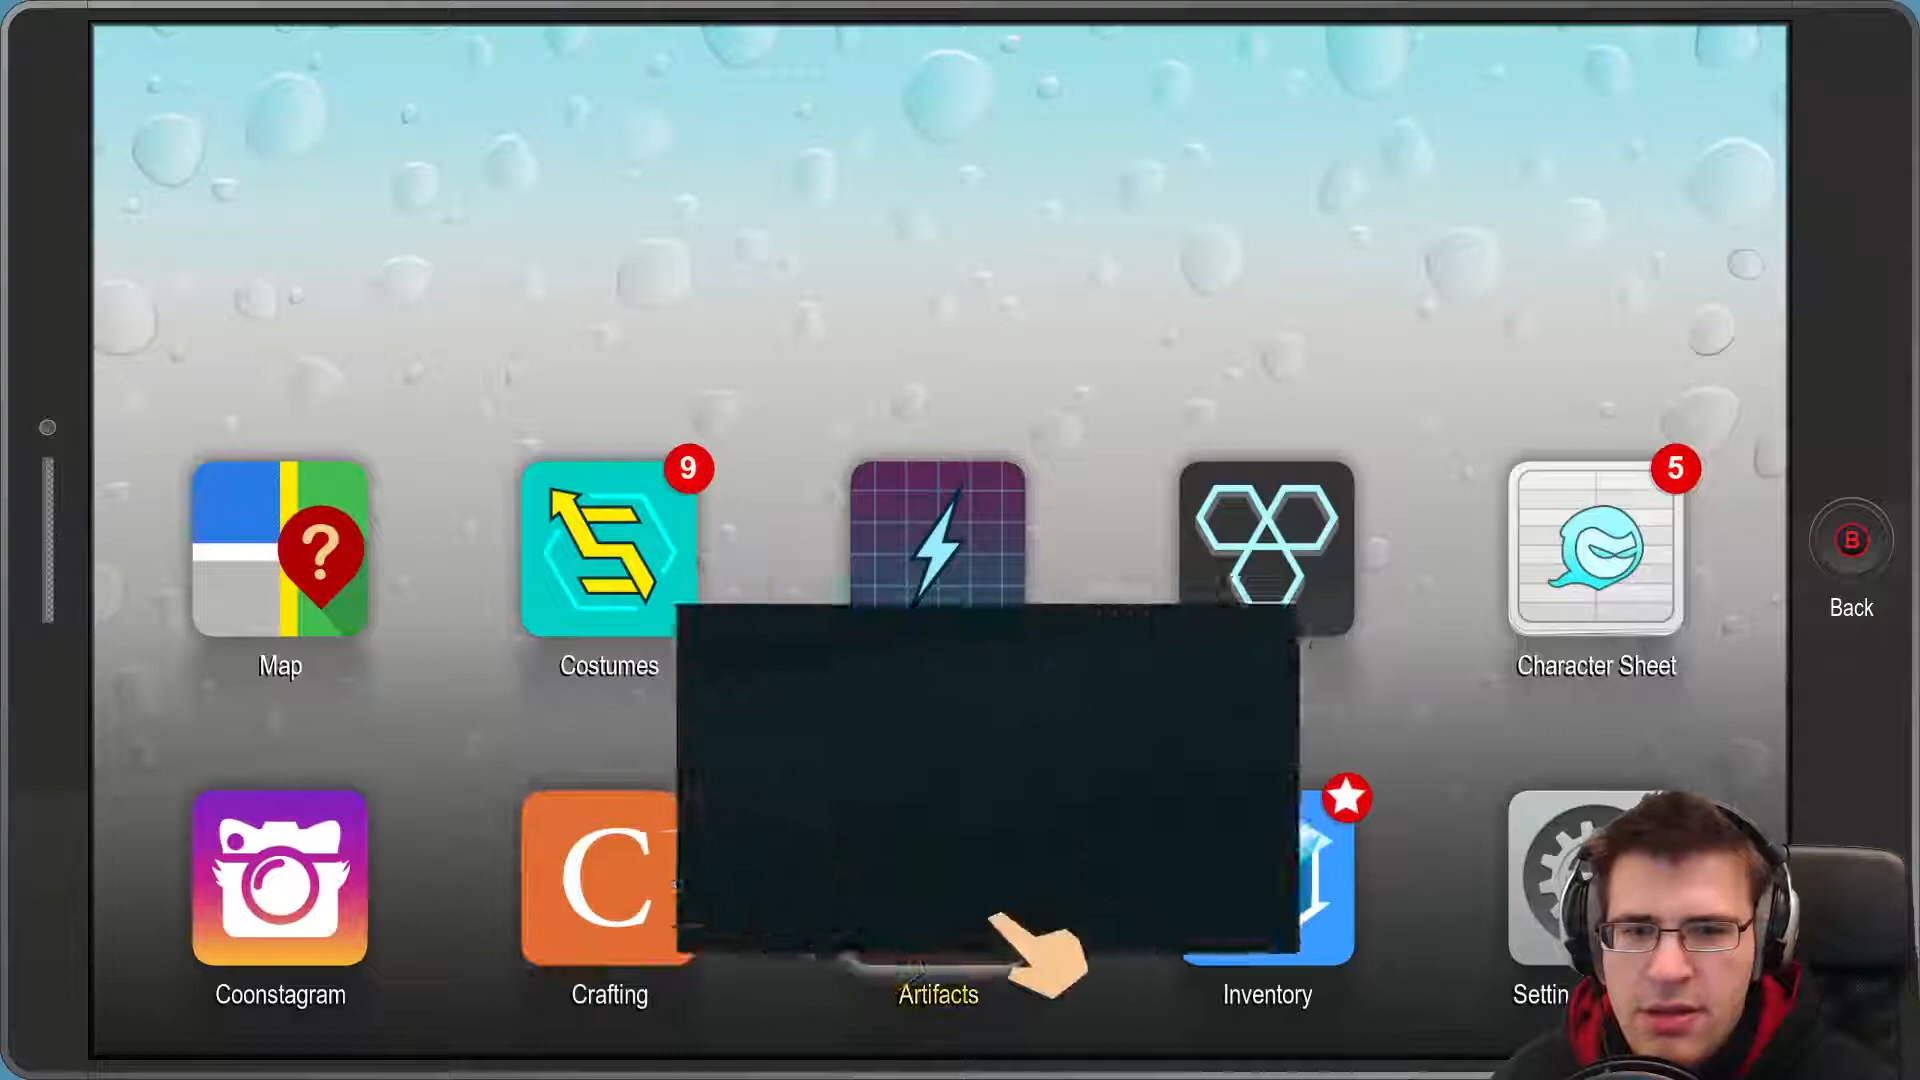 9
5
?
Map
Costumes
Character Sheet
B
Back
C
Coonstagram
Crafting
Artifacts
Inventory
Settin